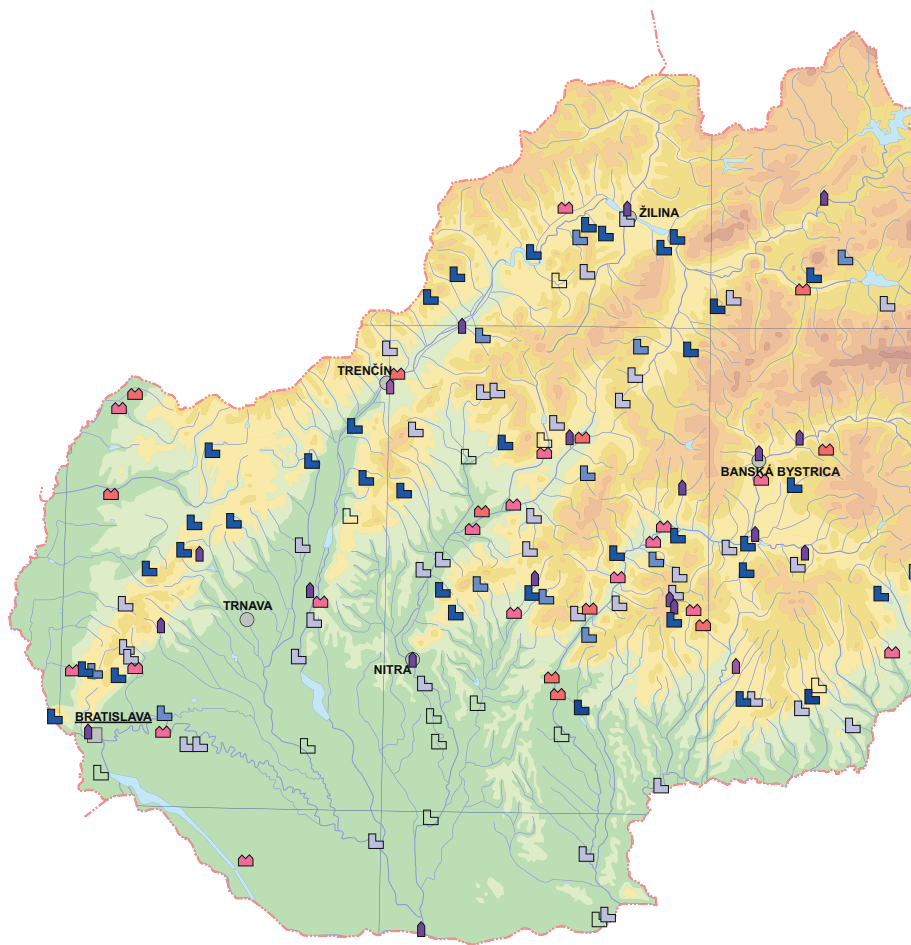 ŽILINA
TRENČÍN
BANSKÁ BYSTRICA
TRNAVA
NITRA
BRATISLAVA